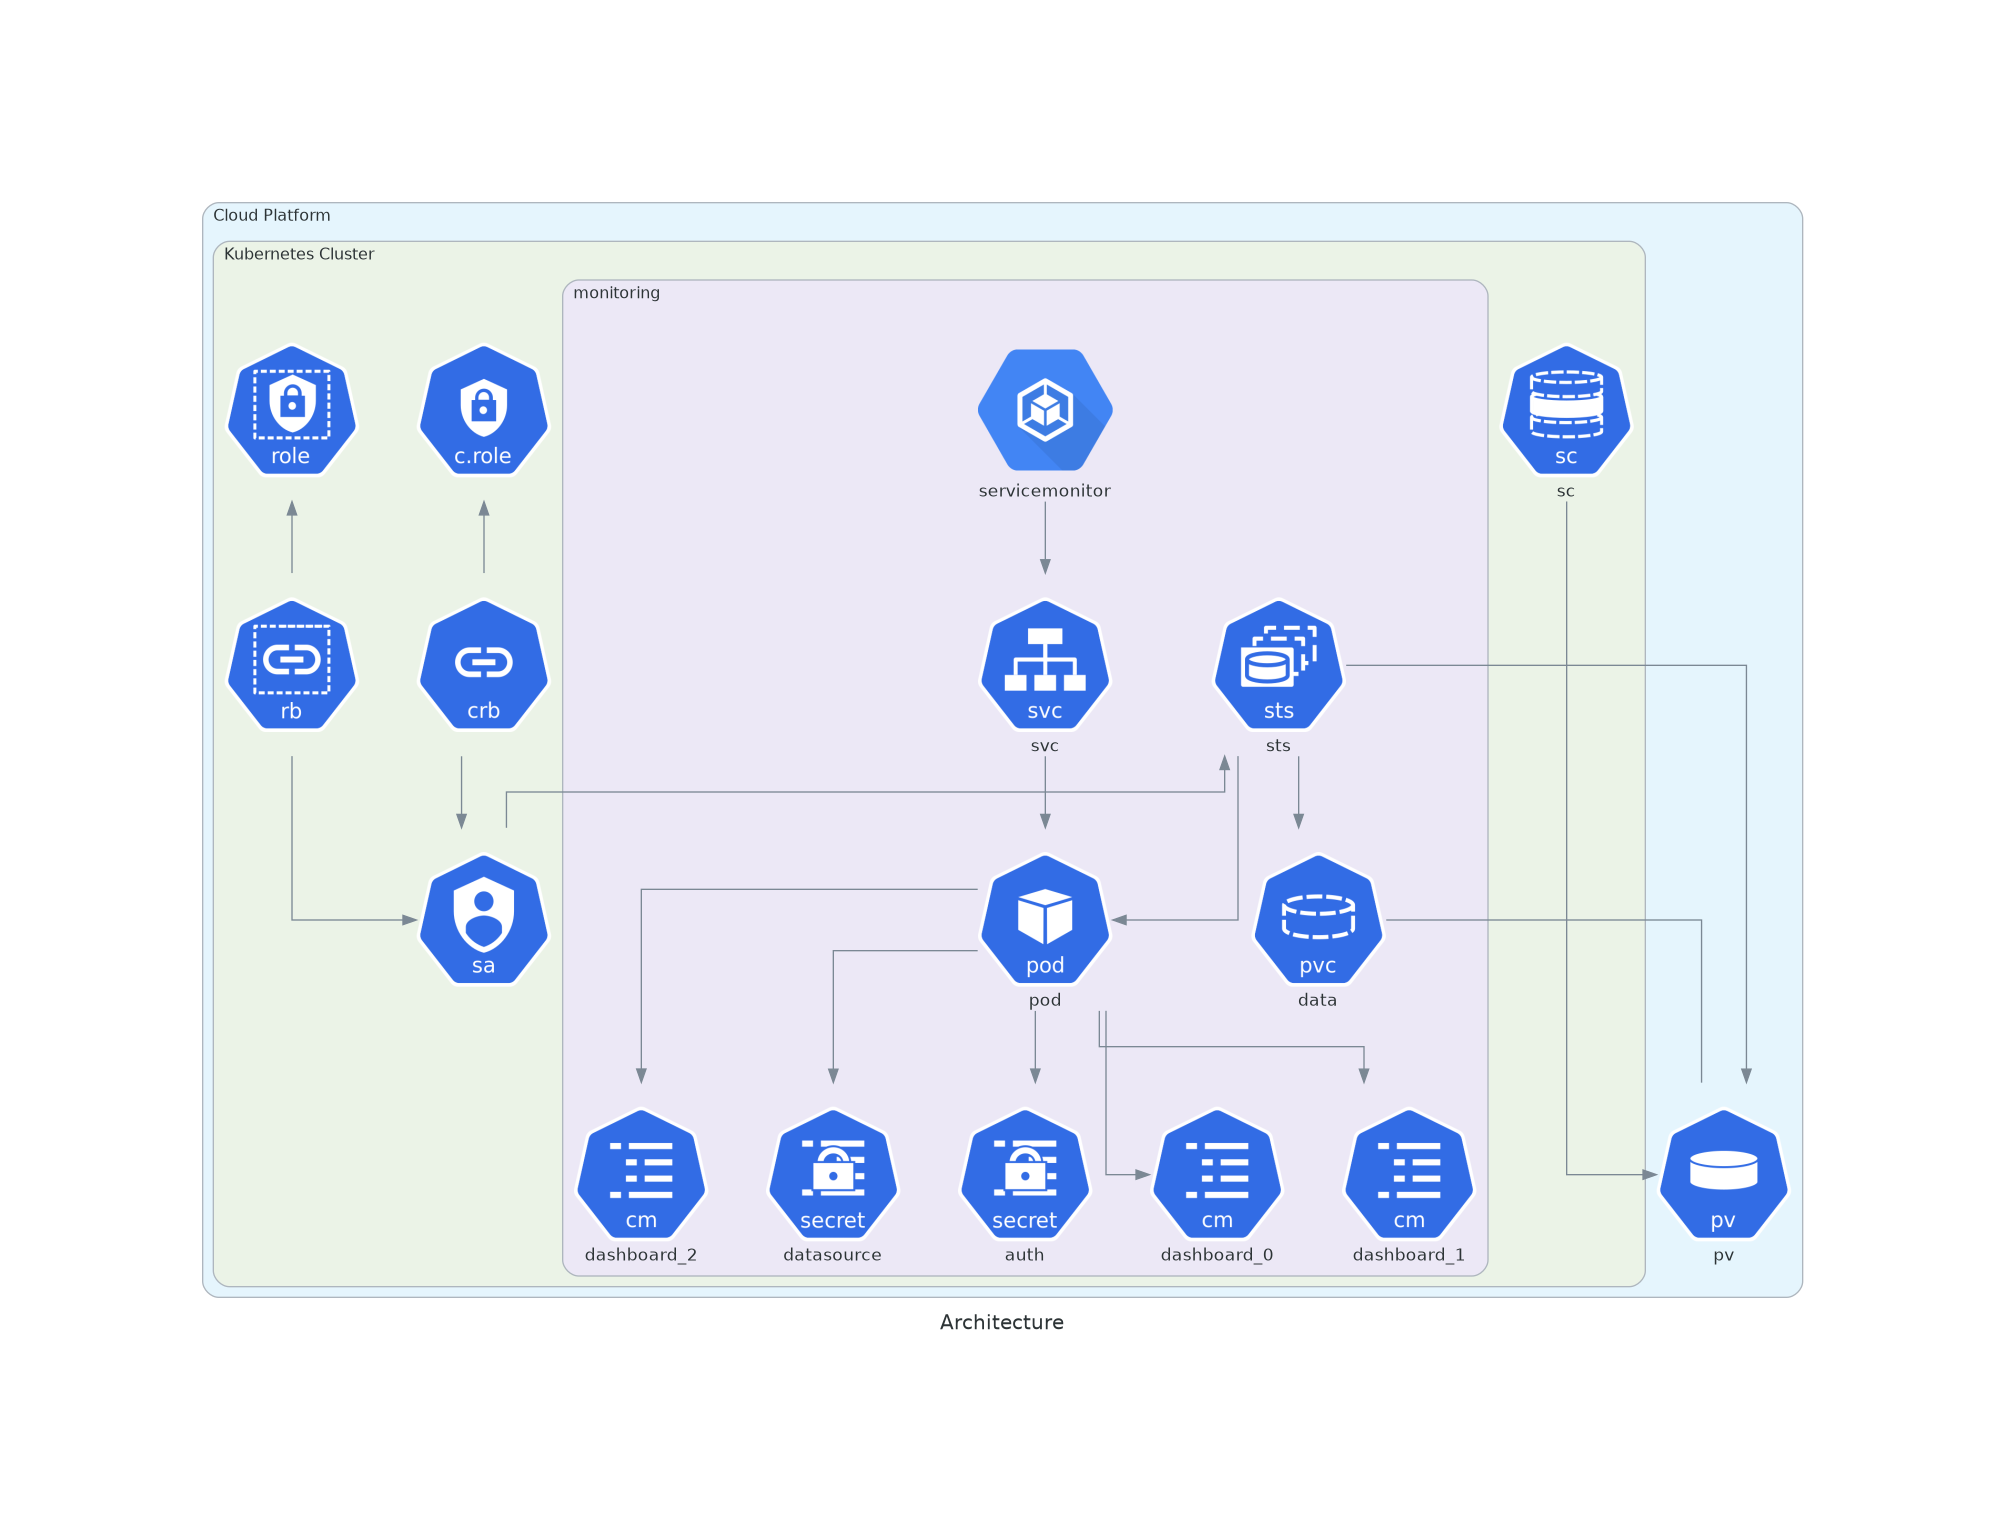 Cloud Platform
Kubernetes Cluster
monitoring
role
c.role
servicemonitor
sc
sc
rb
crb
svc
svc
sts
sts
sa
pod
pod
pvc
data
cm
dashboard_2
secret
datasource
secret
auth
cm
dashboard_0
cm
dashboard_1
pv
pv
Architecture